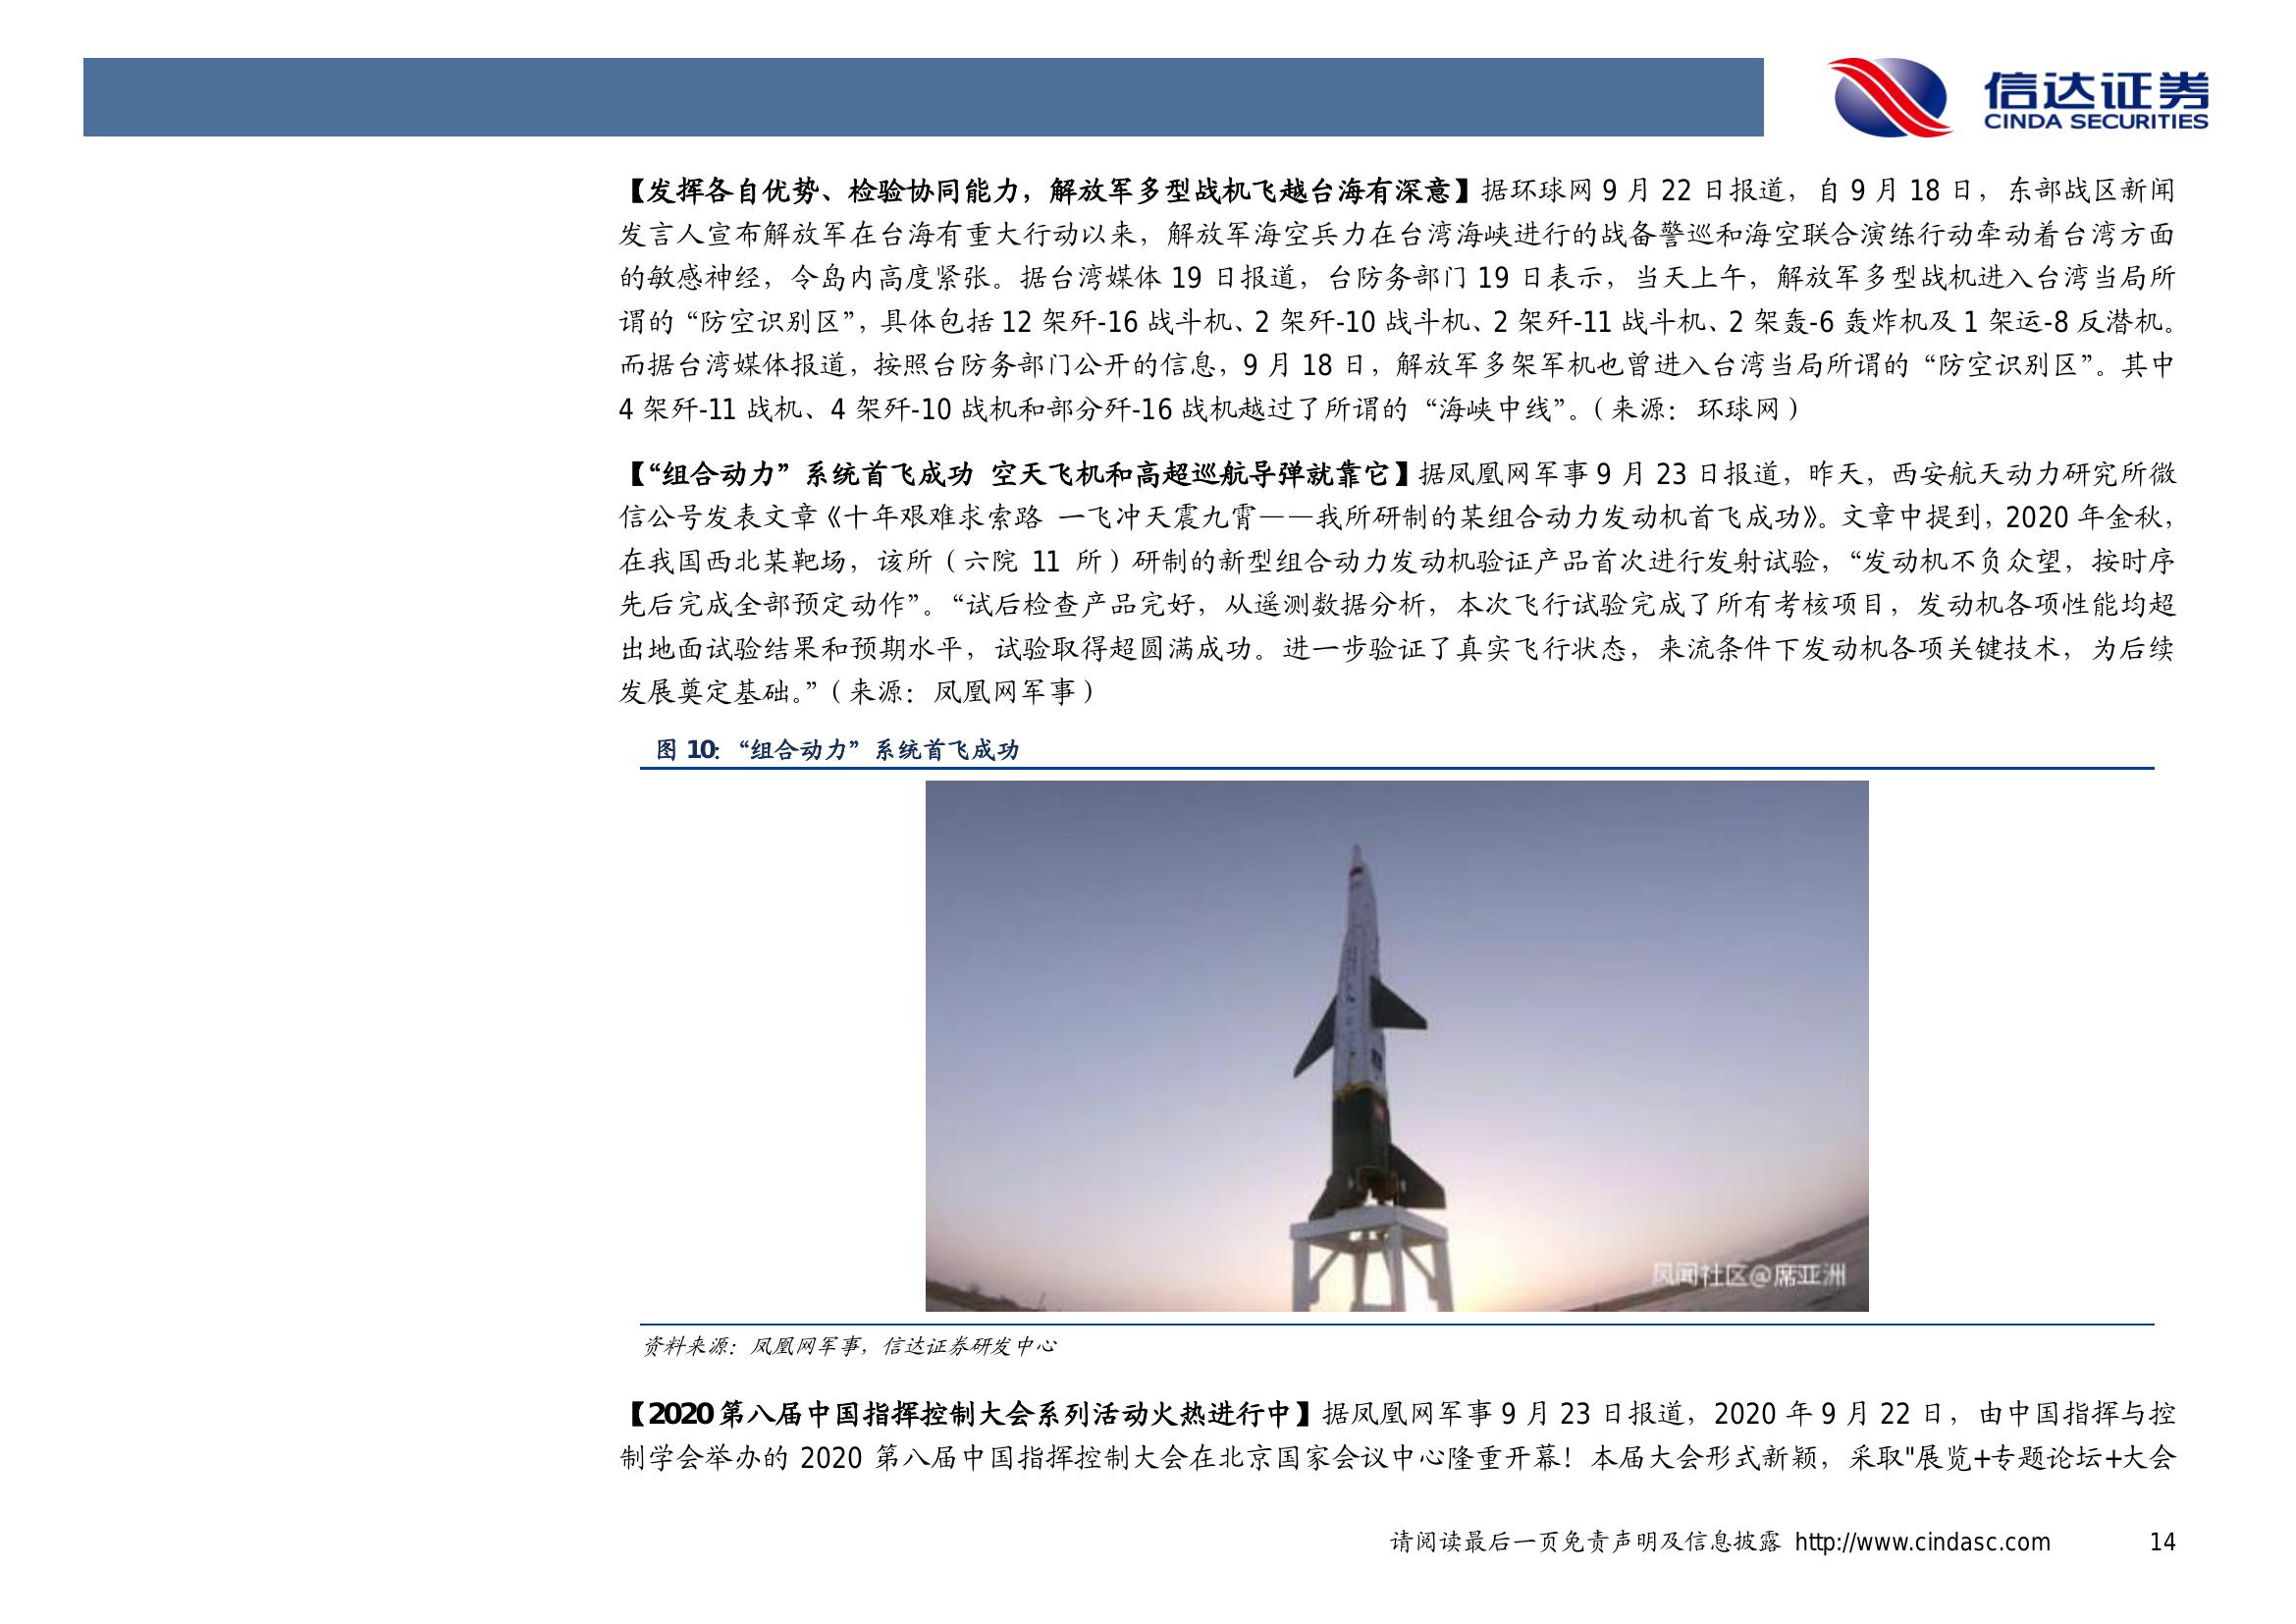 信达证券
CINDA SECURITIES
【发挥各自优势、检验协同能力，解放军多型战机飞越台海有深意】据环球网 9 月 22 日报道，自 9 月 18 日，东部战区新闻
发言人宣布解放军在台海有重大行动以来，解放军海空兵力在台湾海峡进行的战备警巡和海空联合演练行动牵动着台湾方面
的敏感神经，令岛内高度紧张。据台湾媒体 19 日报道，台防务部门 19 日表示，当天上午，解放军多型战机进入台湾当局所
谓的“防空识别区”，具体包括 12 架歼-16 战斗机、2 架歼-10 战斗机、2 架歼-11 战斗机、2 架轰-6 轰炸机及 1 架运-8 反潜机。
而据台湾媒体报道，按照台防务部门公开的信息，9 月 18 日，解放军多架军机也曾进入台湾当局所谓的“防空识别区”。其中
4 架歼-11 战机、4 架歼-10 战机和部分歼-16 战机越过了所谓的“海峡中线”。（来源：环球网）
【“组合动力”系统首飞成功 空天飞机和高超巡航导弹就靠它】据凤凰网军事 9 月 23 日报道，昨天，西安航天动力研究所微
信公号发表文章《十年艰难求索路 一飞冲天震九霄——我所研制的某组合动力发动机首飞成功》。文章中提到，2020 年金秋，
在我国西北某靶场，该所（六院 11 所）研制的新型组合动力发动机验证产品首次进行发射试验，“发动机不负众望，按时序
先后完成全部预定动作”。“试后检查产品完好，从遥测数据分析，本次飞行试验完成了所有考核项目，发动机各项性能均超
出地面试验结果和预期水平，试验取得超圆满成功。进一步验证了真实飞行状态，来流条件下发动机各项关键技术，为后续
发展奠定基础。”（来源：凤凰网军事）
图 10：“组合动力”系统首飞成功
风闻社区@席亚洲
资料来源：凤凰网军事，信达证券研发中心
【2020 第八届中国指挥控制大会系列活动火热进行中】据凤凰网军事 9 月 23 日报道，2020 年 9 月 22 日，由中国指挥与控
制学会举办的 2020 第八届中国指挥控制大会在北京国家会议中心隆重开幕！本届大会形式新颖，采取"展览+专题论坛+大会
请阅读最后一页免责声明及信息披露 http://www.cindasc.com 14